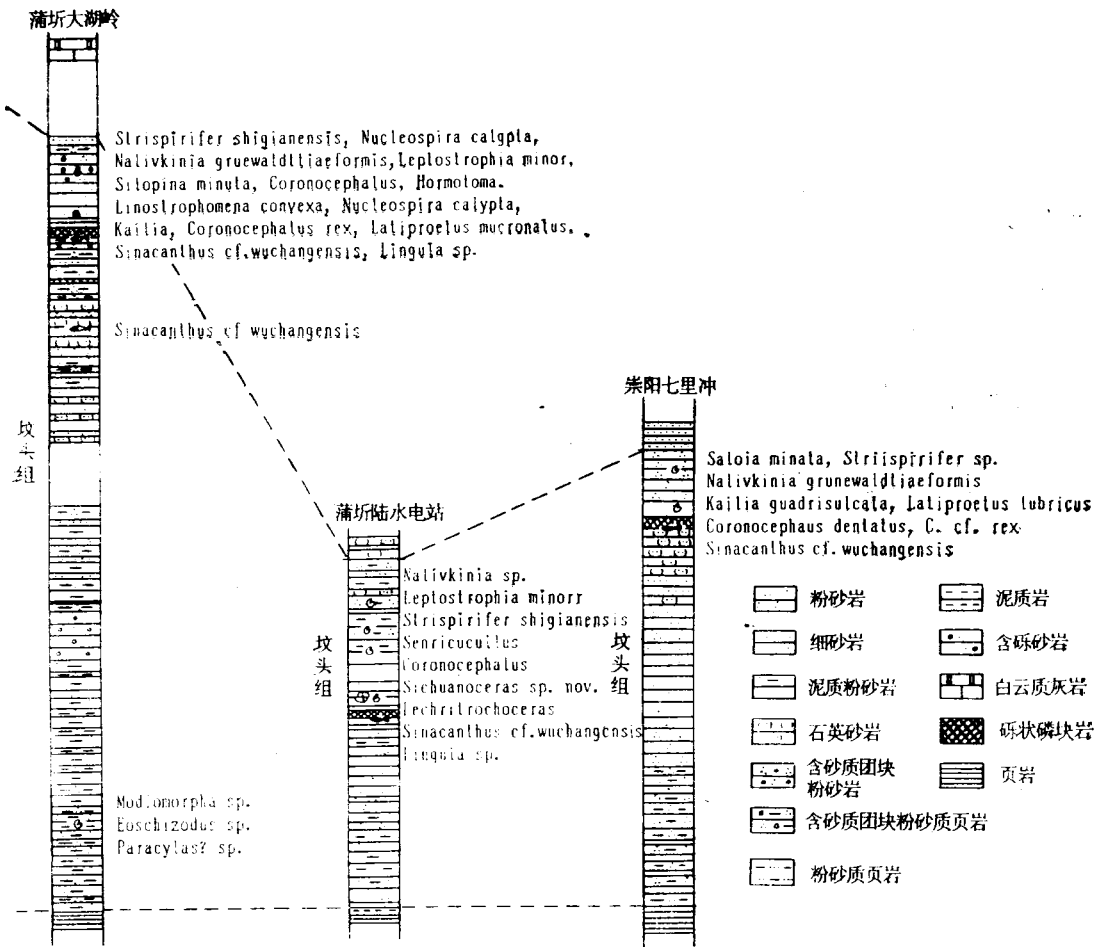 蒲圻大湖岭
Strispirifer shigianensis, Nucleospira calgpta,
Nalivkinia gruewaldttiaeformis, Leptostrophia minor,
Silopina minuta, Coronocephalus, Hormotoma.
Linostrophomena convexa, Nucleospira calypta,
Kailia, Coronocephalus rex, Latiproetus mucronatus.
Sinacanthus cf.wuchangensis, Lingula sp.
Sinacanthus cf wuchangensis
坟头组
Modiomorpha sp.
Eoschizodus sp.
Paracylas? sp.
蒲圻陆水电站
Nalivkinia sp.
Leptostrophia minorr
Strispirifer shigianensis
Senricucullus
Coronocephalus
Sichuanoceras sp. nov.
Techritrochoceras
Sinacanthus cf.wuchangensis
Lingula sp.
坟头组
崇阳七里冲
Saloia minata, Striispririfer sp.
Nalivkinia grunewaldtiaeformis
Kailia guadrisulcata, Latiproetus lubricus
Coronocephaus dentatus, C. cf. rex
Sinacanthus cf. wuchangensis
坟头组
粉砂岩
泥质岩
细砂岩
含砾砂岩
泥质粉砂岩
白云质灰岩
石英砂岩
砾状磷块岩
含砂质团块
粉砂岩
页岩
含砂质团块粉砂质页岩
粉砂质页岩